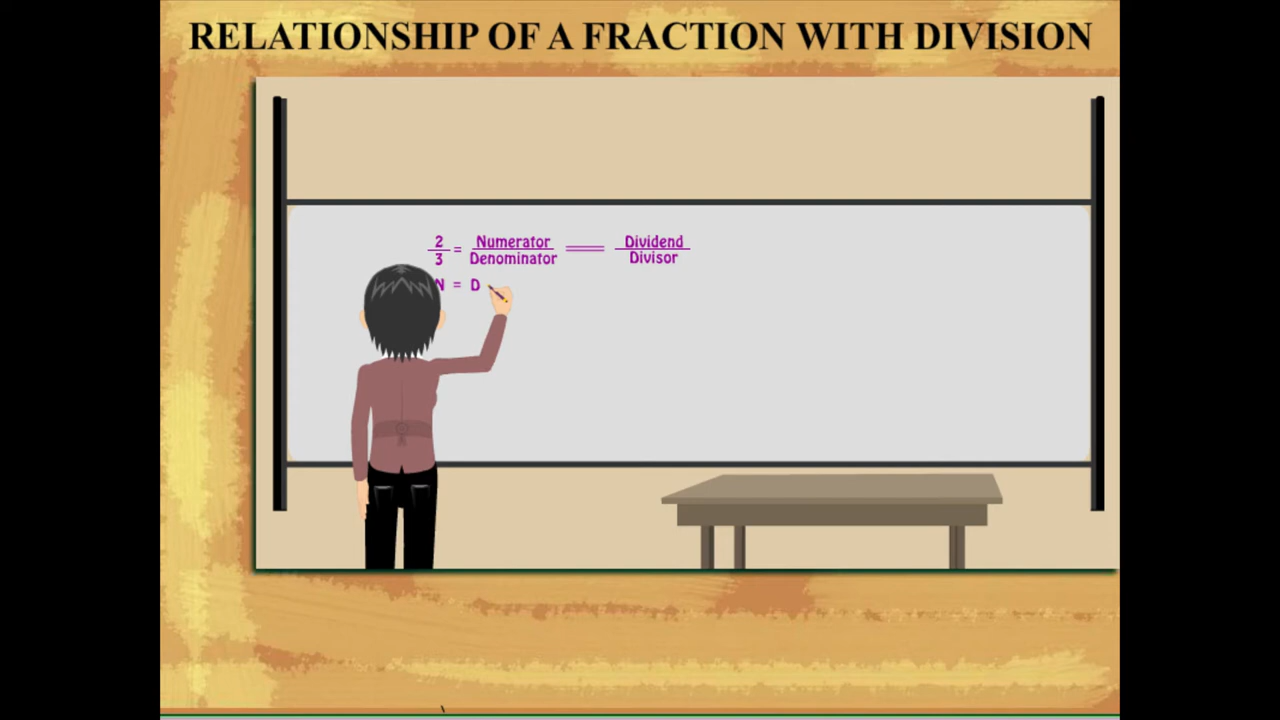 RELATIONSHIP OF A FRACTION WITH DIVISION
2/3 = Numerator/Denominator = Dividend/Divisor
N = D